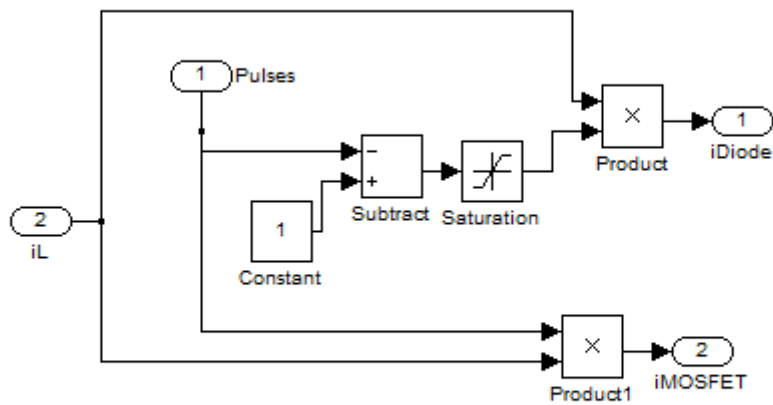 1
Pulses
×
Product
1
iDiode
−
+
Subtract
Saturation
2
iL
1
Constant
×
Product1
2
iMOSFET